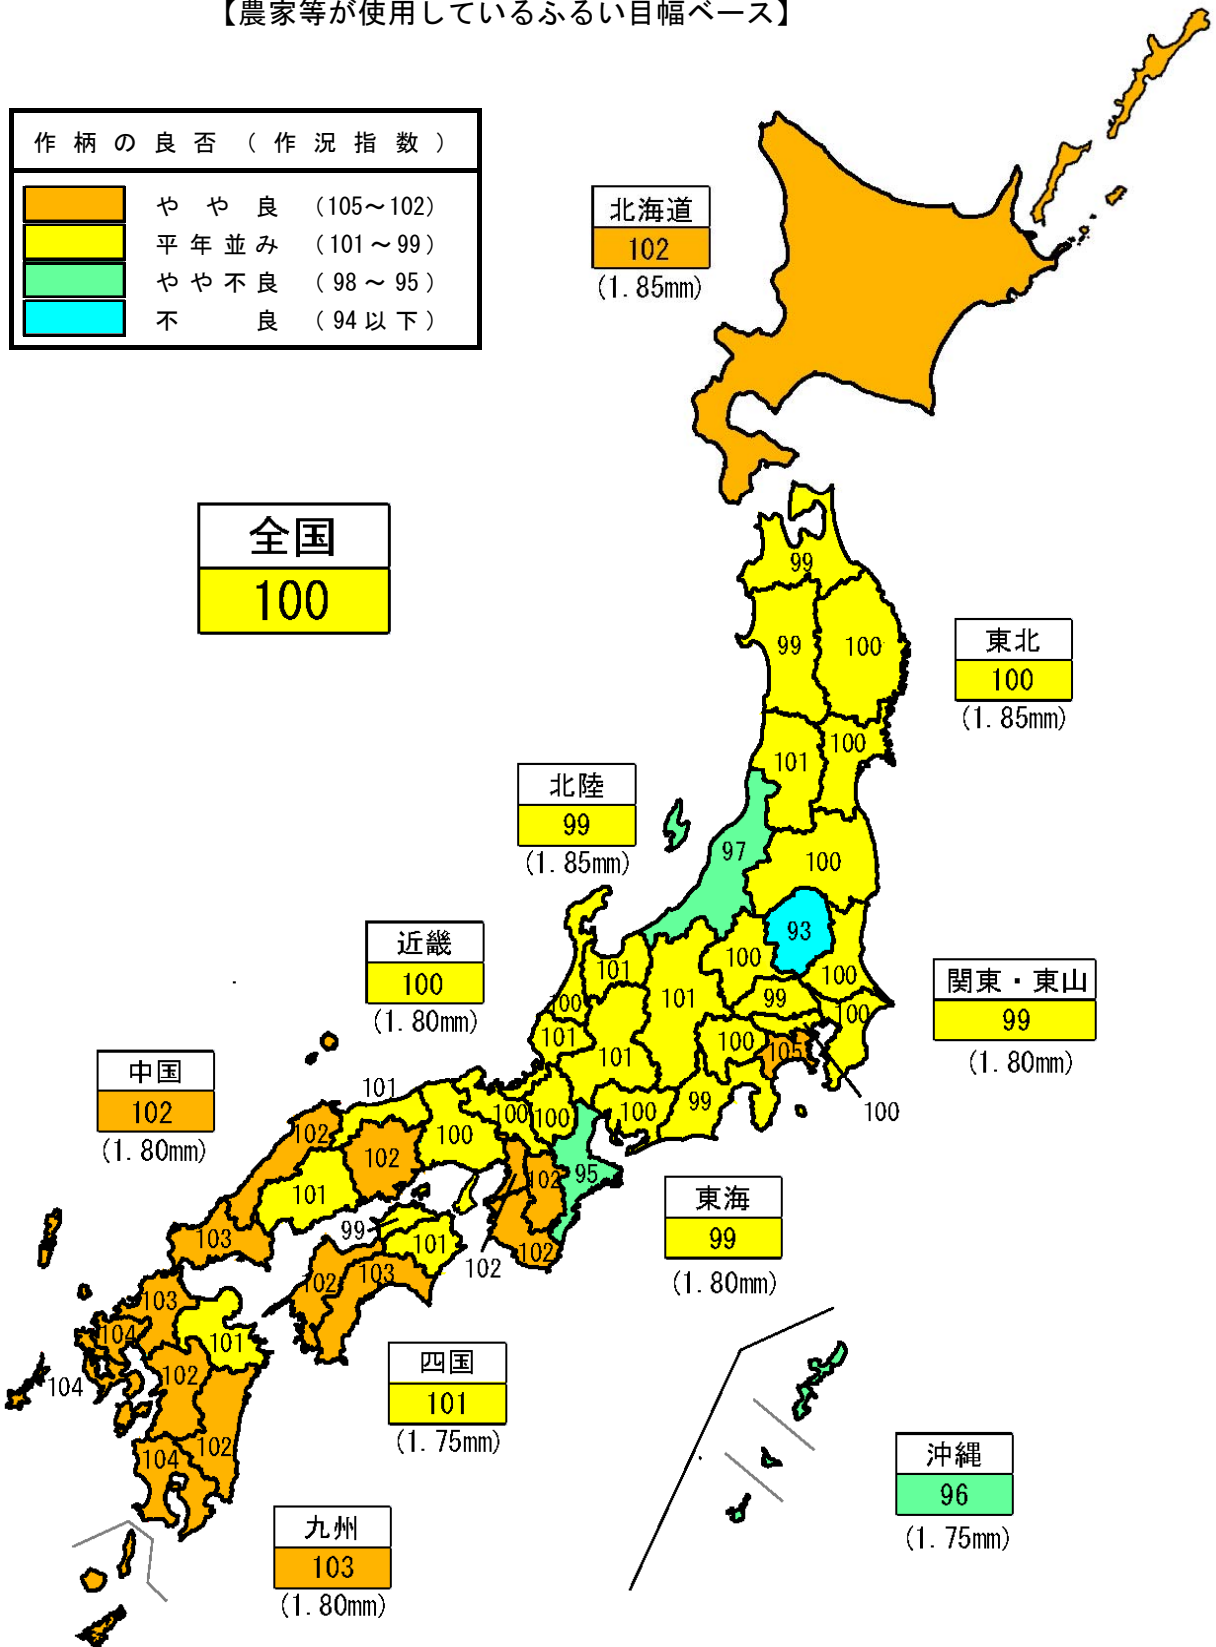 【農家等が使用しているふるい目幅ベース】
作柄の良否（作況指数）
やや良 （105～102）
平年並み （101～99）
やや不良 （98～95）
不良 （94以下）
北海道
102
(1.85mm)
全国
100
99
99
100
東北
100
(1.85mm)
101
100
北陸
99
(1.85mm)
97
100
近畿
100
(1.80mm)
93
100
101
101
99
100
100
100
関東・東山
99
(1.80mm)
101
101
100
105
100
中国
102
(1.80mm)
101
100
100
100
100
99
102
102
101
102
95
102
102
東海
99
(1.80mm)
103
99
101
102
103
103
104
101
102
104
102
104
四国
101
(1.75mm)
沖縄
96
(1.75mm)
九州
103
(1.80mm)